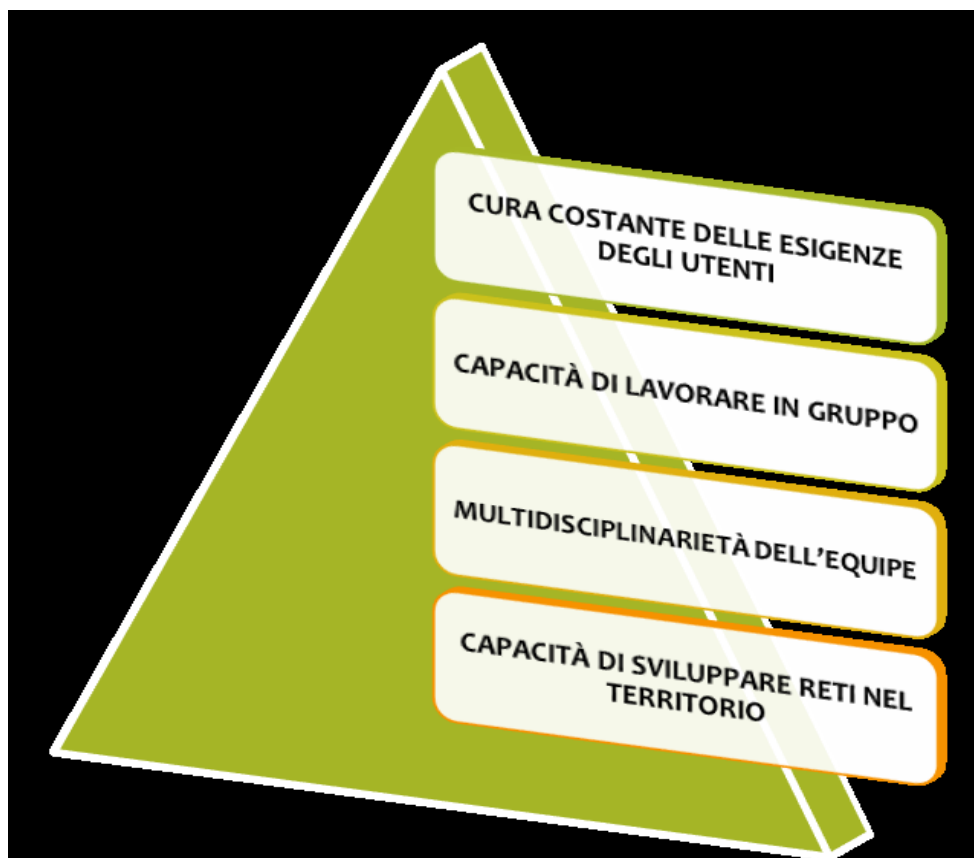 CURA COSTANTE DELLE ESIGENZE
DEGLI UTENTI
CAPACITÀ DI LAVORARE IN GRUPPO
MULTIDISCIPLINARIETÀ DELL'EQUIPE
CAPACITÀ DI SVILUPPARE RETI NEL
TERRITORIO